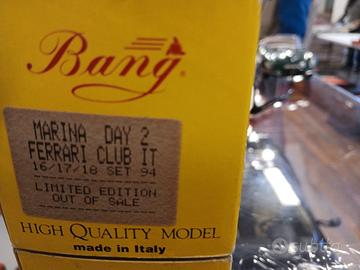 Bang®
MARINA DAY 2
FERRARI CLUB IT
16/17/18 SET 94
LIMITED EDITION
OUT OF SALE
HIGH QUALITY MODEL
made in Italy
subito